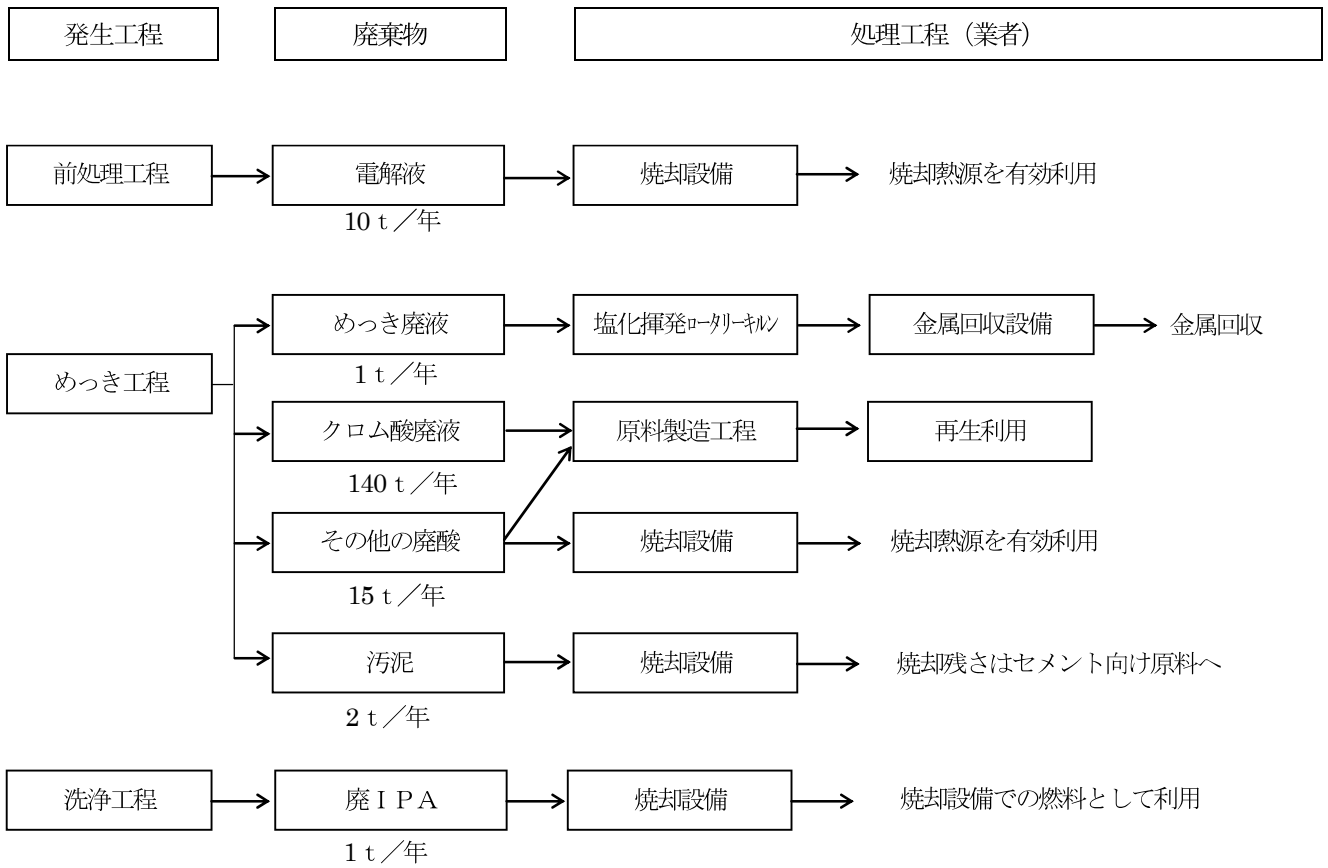 発生工程
廃棄物
処理工程（業者）
前処理工程
電解液
焼却設備
焼却熱源を有効利用
10ｔ／年
めっき工程
めっき廃液
塩化揮発ﾛｰﾀﾘｰｷﾙﾝ
金属回収設備
金属回収
1ｔ／年
クロム酸廃液
原料製造工程
再生利用
140ｔ／年
その他の廃酸
焼却設備
焼却熱源を有効利用
15ｔ／年
汚泥
焼却設備
焼却残さはセメント向け原料へ
2ｔ／年
洗浄工程
廃ＩＰＡ
焼却設備
焼却設備での燃料として利用
1ｔ／年